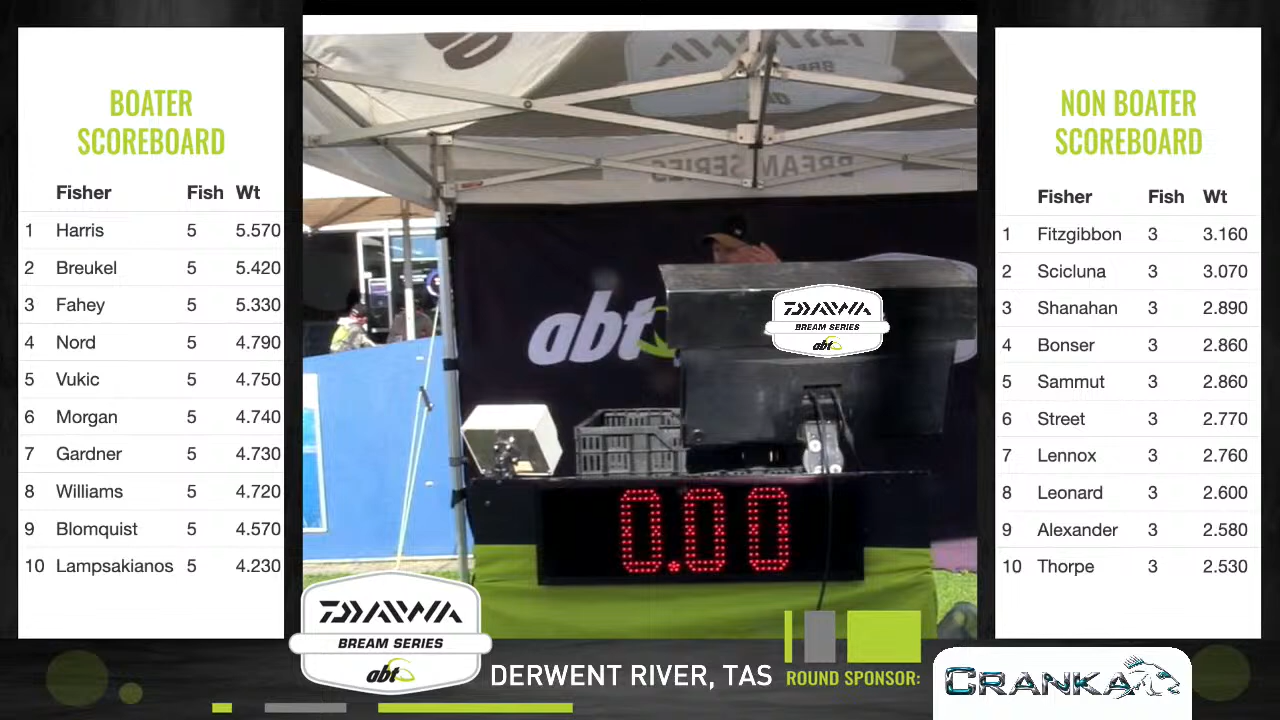 BOATER
SCOREBOARD
Fisher Fish Wt
1 Harris 5 5.570
2 Breukel 5 5.420
3 Fahey 5 5.330
4 Nord 5 4.790
5 Vukic 5 4.750
6 Morgan 5 4.740
7 Gardner 5 4.730
8 Williams 5 4.720
9 Blomquist 5 4.570
10 Lampsakianos 5 4.230
BREAM
abt
BREAM SERIES
abt
DAIWA
BREAM SERIES
abt
0.00
DAIWA
BREAM SERIES
abt
DERWENT RIVER, TAS
ROUND SPONSOR:
CRANKA
NON BOATER
SCOREBOARD
Fisher Fish Wt
1 Fitzgibbon 3 3.160
2 Scicluna 3 3.070
3 Shanahan 3 2.890
4 Bonser 3 2.860
5 Sammut 3 2.860
6 Street 3 2.770
7 Lennox 3 2.760
8 Leonard 3 2.600
9 Alexander 3 2.580
10 Thorpe 3 2.530